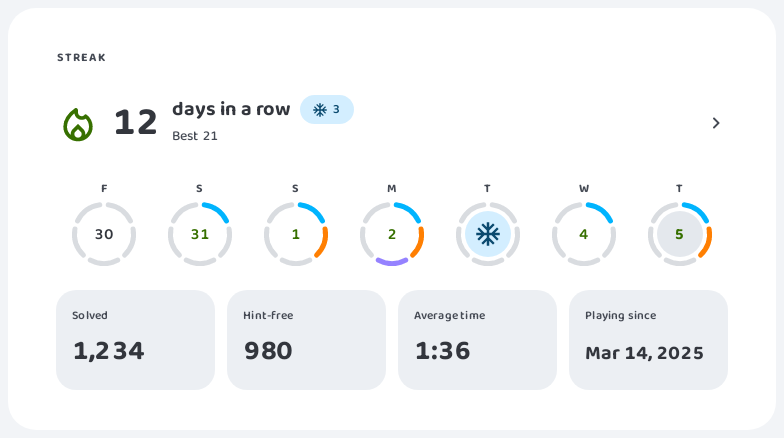 STREAK
12 days in a row 3
Best 21
F S S M T W T
30 31 1 2 4 5
Solved Hint-free Average time Playing since
1,234 980 1:36 Mar 14, 2025